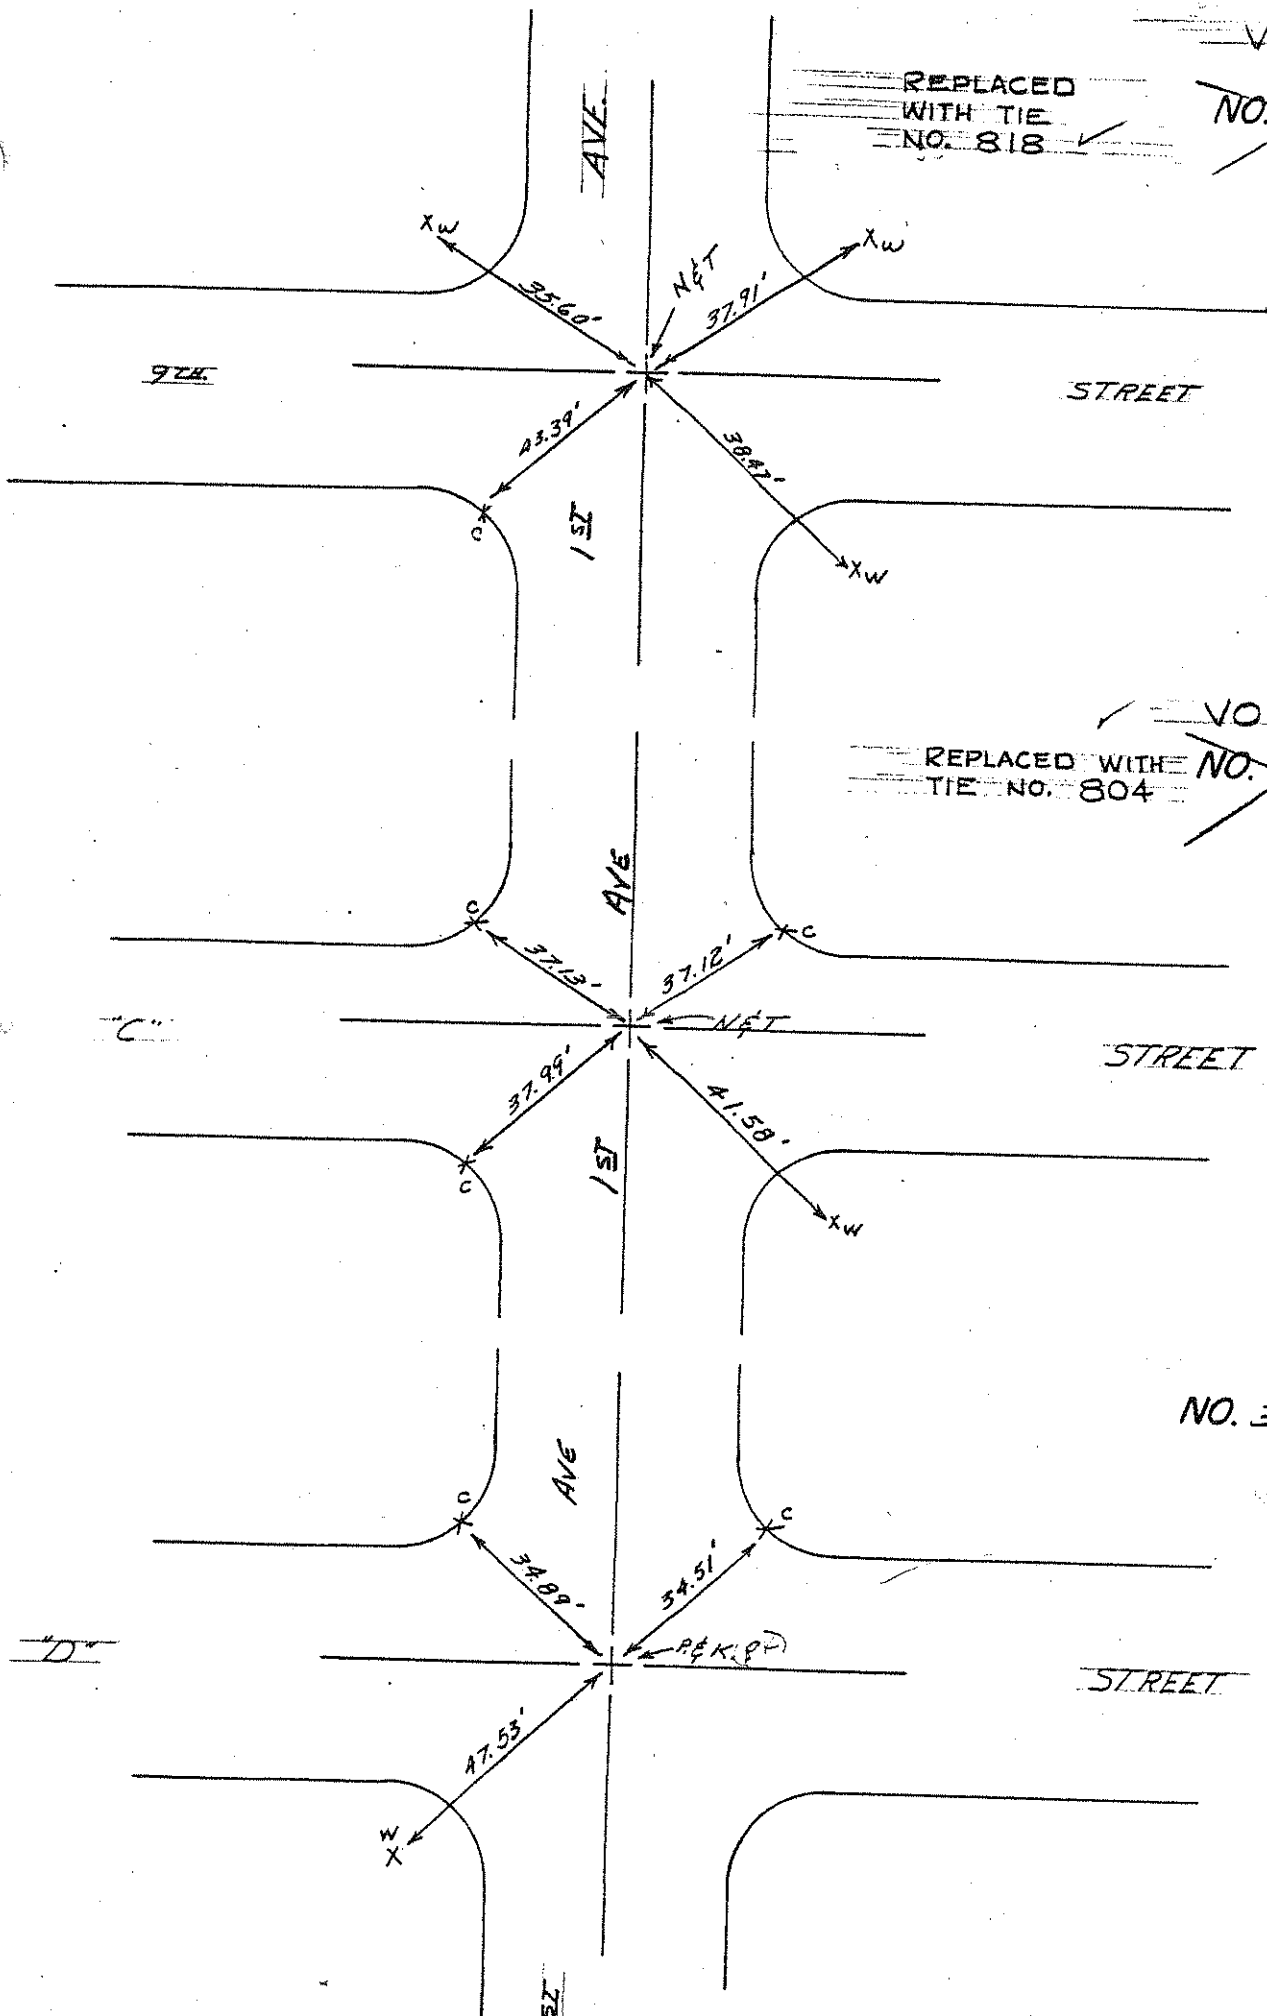 REPLACED
WITH TIE
NO. 818
NO.
AVE.
XW
XW
35.60'
N&T
37.91'
9TH.
STREET
43.39'
38.47'
C
1ST
XW
VO
REPLACED WITH
TIE NO. 804
NO.
AVE
C
C
37.13'
37.12'
"C"
N&T
STREET
37.99'
41.58'
C
1ST
XW
NO.
AVE
C
C
34.89'
34.51'
"D"
P.&K.
STREET
47.53'
W
X